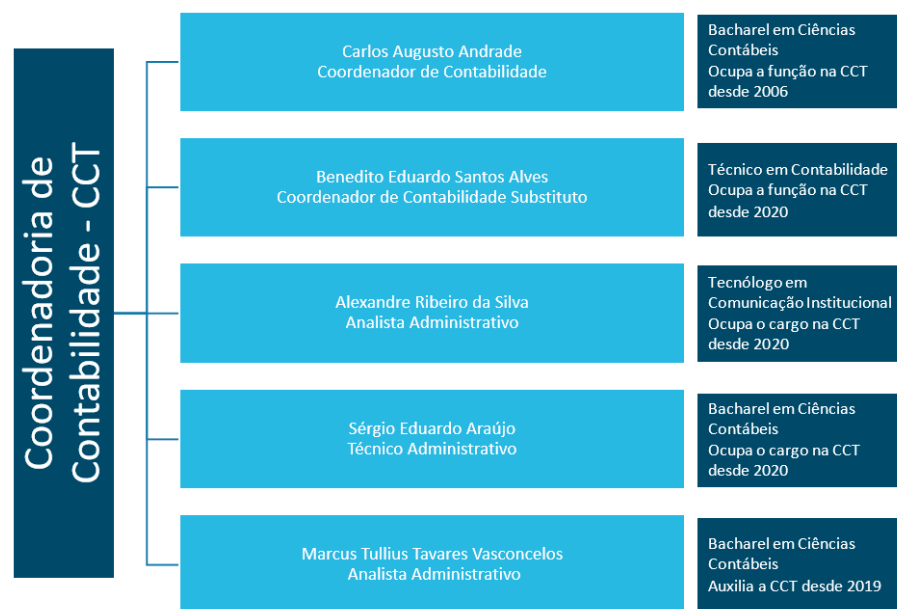 Coordenadoria de
Contabilidade - CCT
Carlos Augusto Andrade
Coordenador de Contabilidade
Bacharel em Ciências
Contábeis
Ocupa a função na CCT
desde 2006
Benedito Eduardo Santos Alves
Coordenador de Contabilidade Substituto
Técnico em Contabilidade
Ocupa a função na CCT
desde 2020
Alexandre Ribeiro da Silva
Analista Administrativo
Tecnólogo em
Comunicação Institucional
Ocupa o cargo na CCT
desde 2020
Sérgio Eduardo Araújo
Técnico Administrativo
Bacharel em Ciências
Contábeis
Ocupa o cargo na CCT
desde 2020
Marcus Tullius Tavares Vasconcelos
Analista Administrativo
Bacharel em Ciências
Contábeis
Auxilia a CCT desde 2019